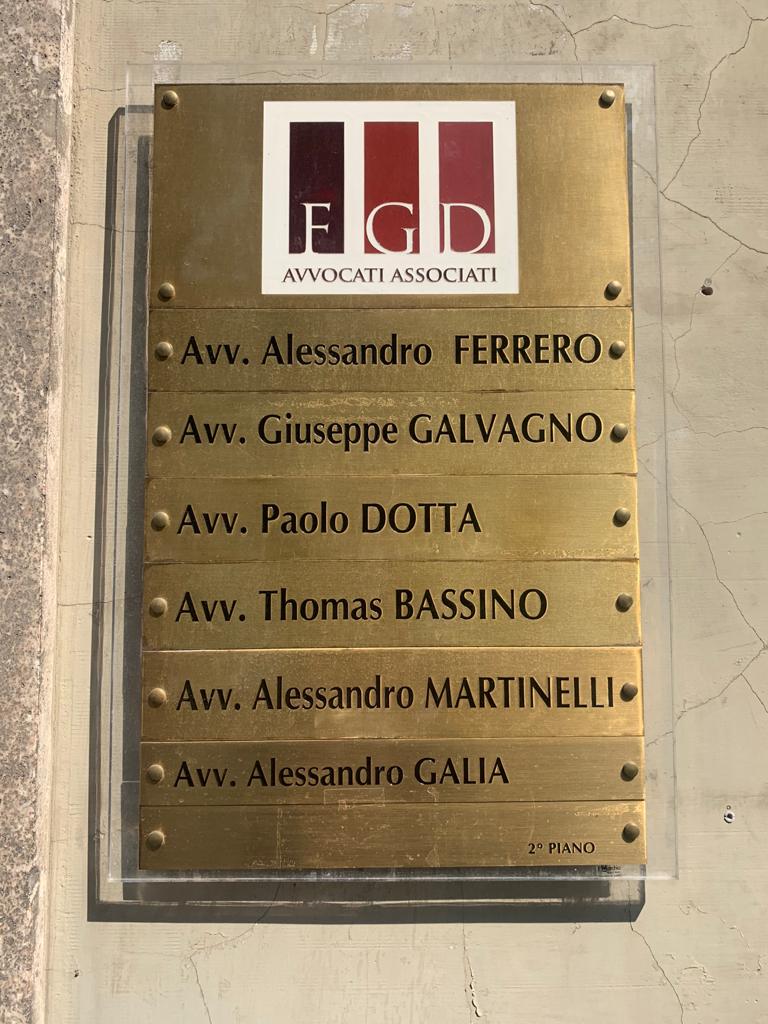 FGD
AVVOCATI ASSOCIATI
Avv. Alessandro FERRERO
Avv. Giuseppe GALVAGNO
Avv. Paolo DOTTA
Avv. Thomas BASSINO
Avv. Alessandro MARTINELLI
Avv. Alessandro GALIA
2° PIANO